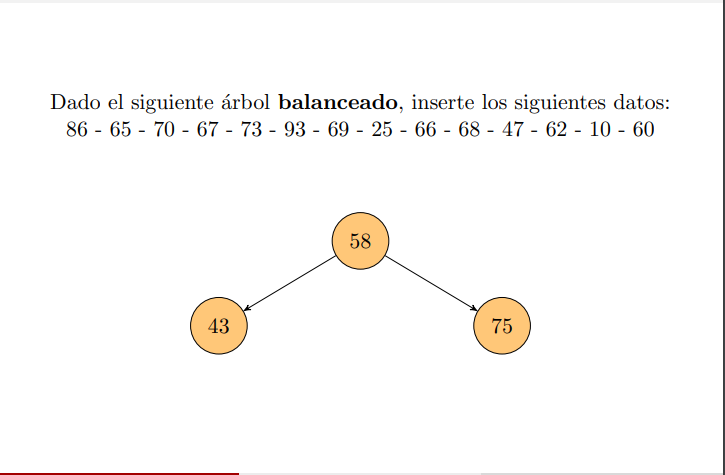 Dado el siguiente árbol balanceado, inserte los siguientes datos:
86 - 65 - 70 - 67 - 73 - 93 - 69 - 25 - 66 - 68 - 47 - 62 - 10 - 60
58
43
75